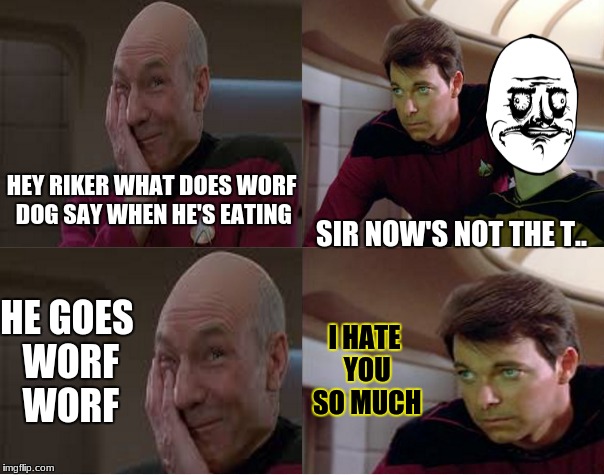 HEY RIKER WHAT DOES WORF
DOG SAY WHEN HE'S EATING
SIR NOW'S NOT THE T..
HE GOES
WORF
WORF
I HATE
YOU
SO MUCH
imgflip.com